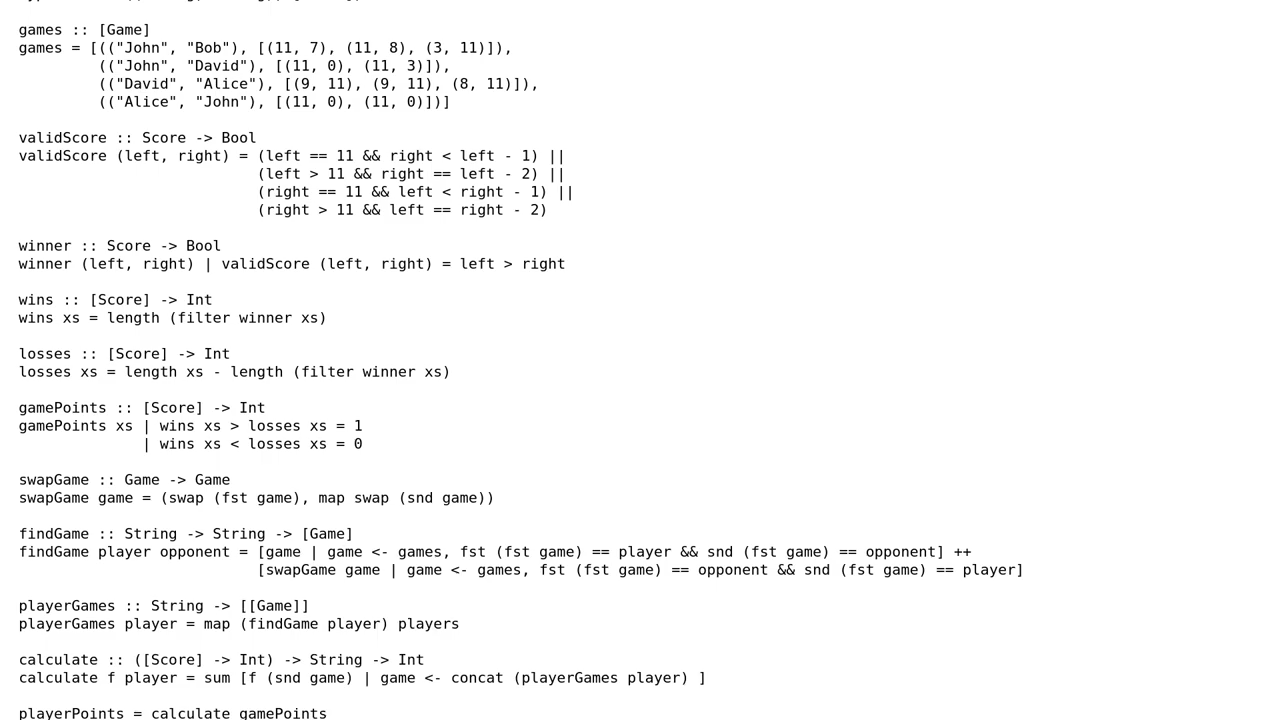 games :: [Game]
games = [(("John", "Bob"), [(11, 7), (11, 8), (3, 11)]),
         (("John", "David"), [(11, 0), (11, 3)]),
         (("David", "Alice"), [(9, 11), (9, 11), (8, 11)]),
         (("Alice", "John"), [(11, 0), (11, 0)])]
validScore :: Score -> Bool
validScore (left, right) = (left == 11 && right < left - 1) ||
                           (left > 11 && right == left - 2) ||
                           (right == 11 && left < right - 1) ||
                           (right > 11 && left == right - 2)
winner :: Score -> Bool
winner (left, right) | validScore (left, right) = left > right
wins :: [Score] -> Int
wins xs = length (filter winner xs)
losses :: [Score] -> Int
losses xs = length xs - length (filter winner xs)
gamePoints :: [Score] -> Int
gamePoints xs | wins xs > losses xs = 1
              | wins xs < losses xs = 0
swapGame :: Game -> Game
swapGame game = (swap (fst game), map swap (snd game))
findGame :: String -> String -> [Game]
findGame player opponent = [game | game <- games, fst (fst game) == player && snd (fst game) == opponent] ++
                           [swapGame game | game <- games, fst (fst game) == opponent && snd (fst game) == player]
playerGames :: String -> [[Game]]
playerGames player = map (findGame player) players
calculate :: ([Score] -> Int) -> String -> Int
calculate f player = sum [f (snd game) | game <- concat (playerGames player) ]
playerPoints = calculate gamePoints